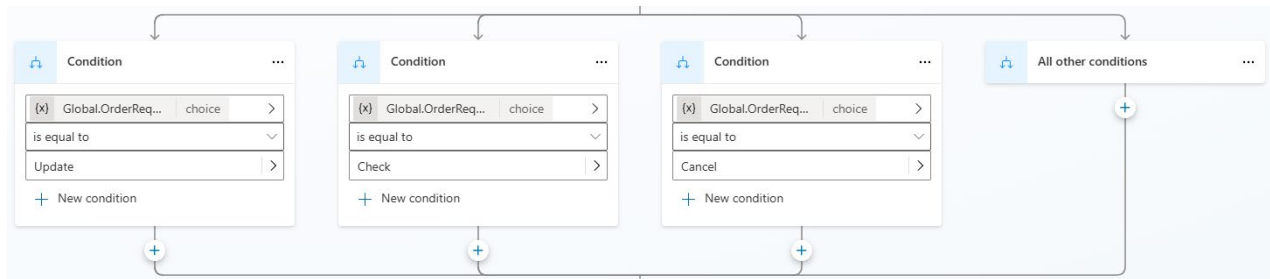 Condition ...
{x} Global.OrderReq... choice
is equal to
Update
New condition
Condition ...
{x} Global.OrderReq... choice
is equal to
Check
New condition
Condition ...
{x} Global.OrderReq... choice
is equal to
Cancel
New condition
All other conditions ...